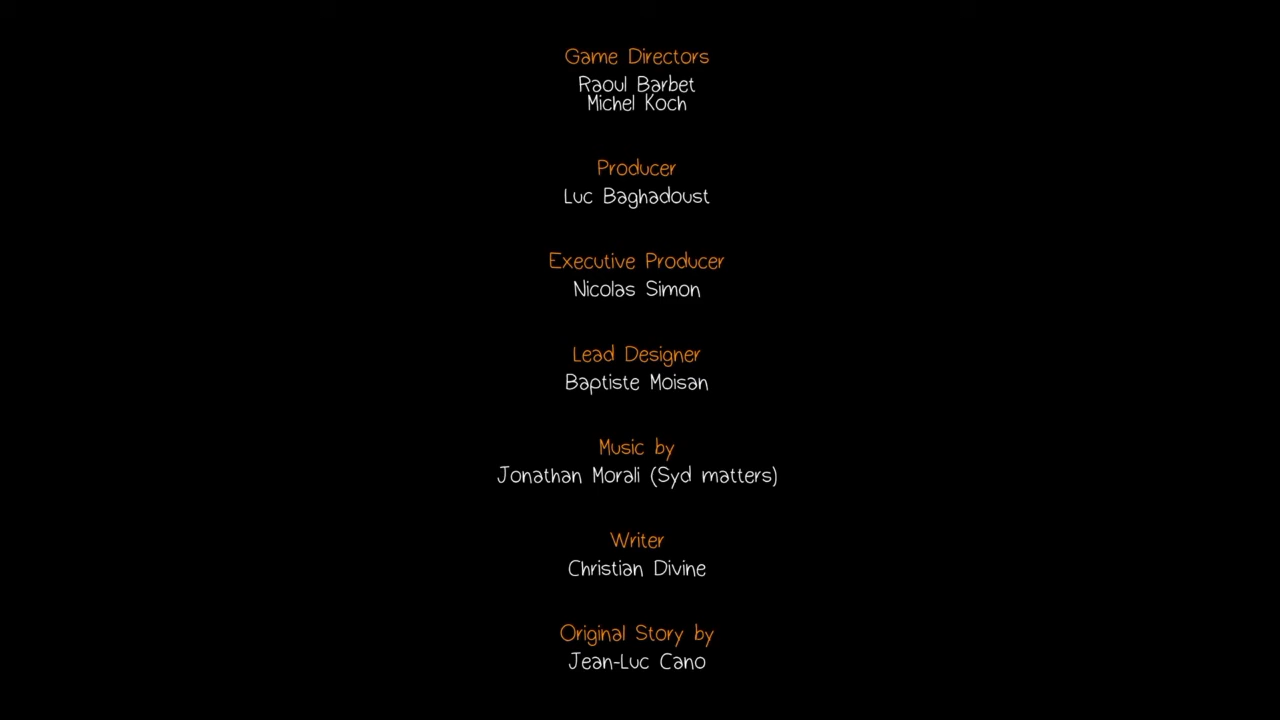 Game Directors
Raoul Barbet
Michel Koch
Producer
Luc Baghadoust
Executive Producer
Nicolas Simon
Lead Designer
Baptiste Moisan
Music by
Jonathan Morali (Syd matters)
Writer
Christian Divine
Original Story by
Jean-Luc Cano